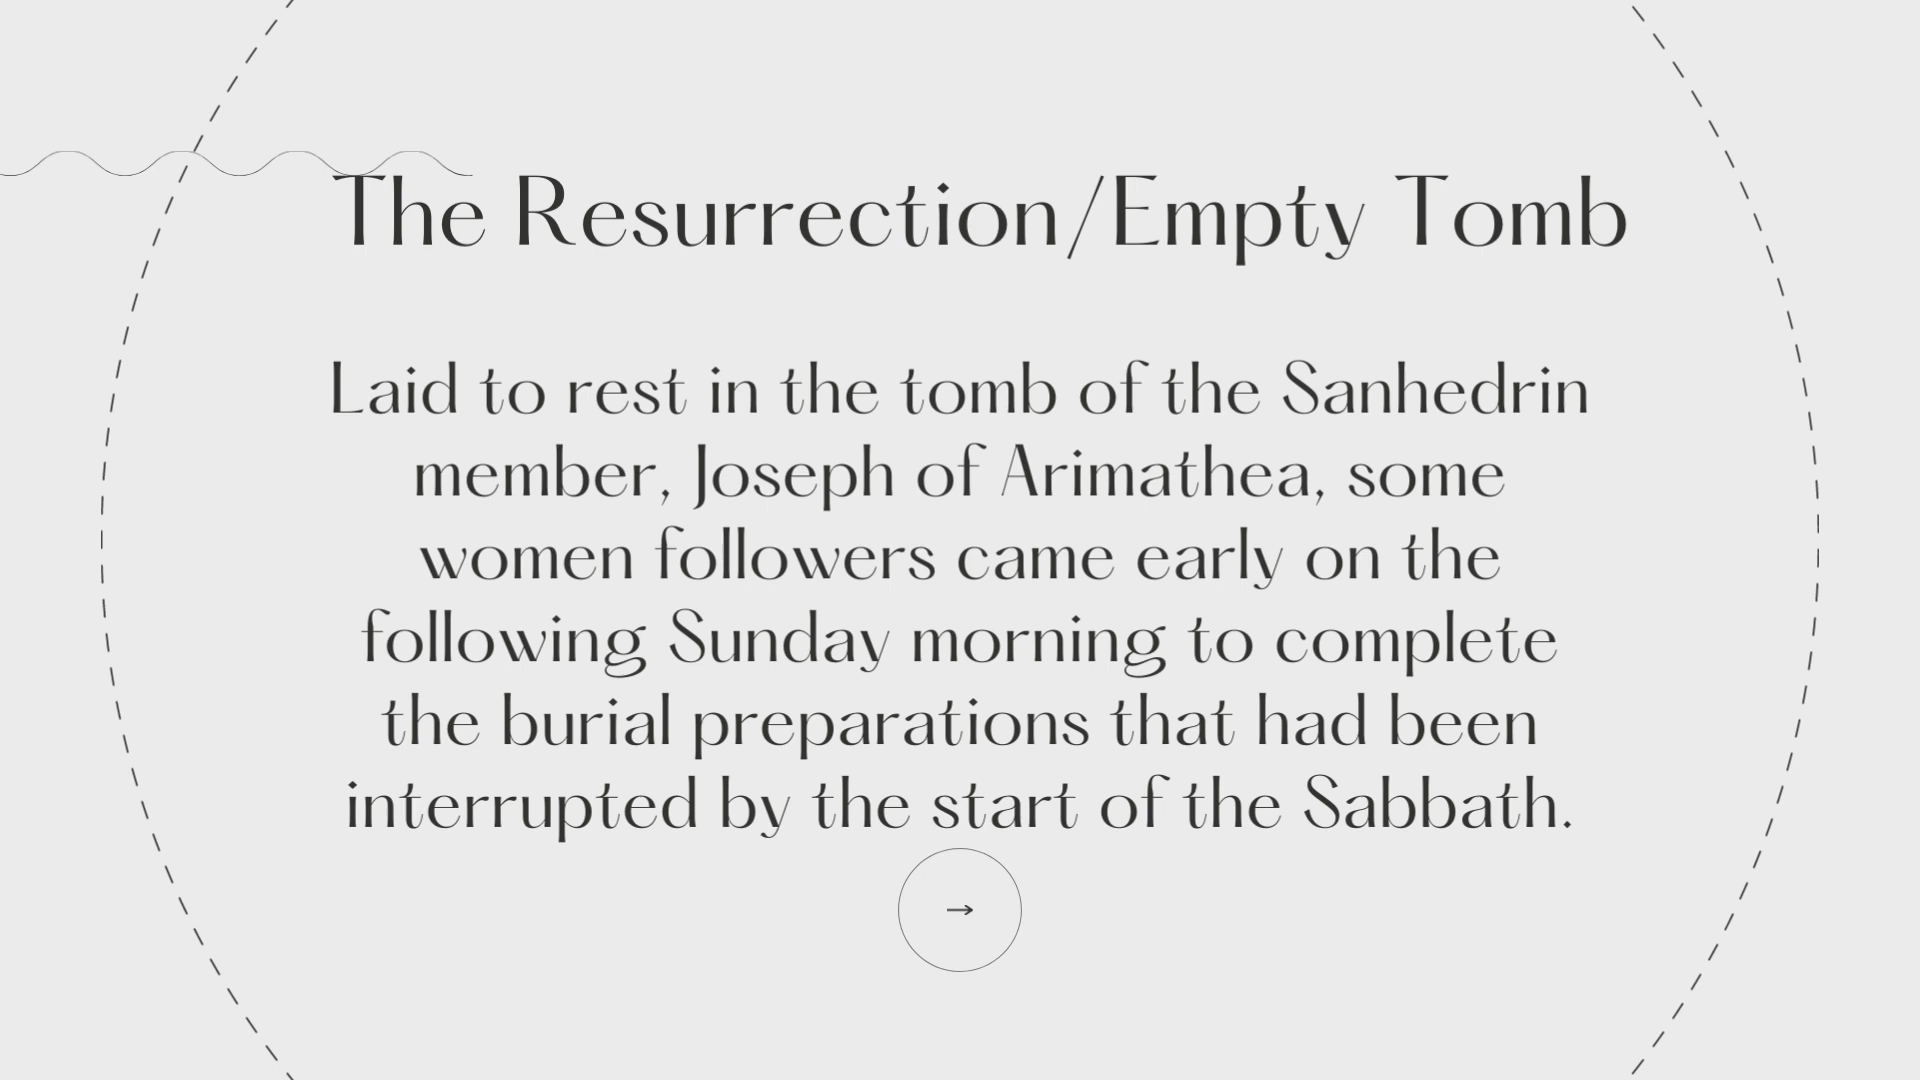 The Resurrection/Empty Tomb
Laid to rest in the tomb of the Sanhedrin
member, Joseph of Arimathea, some
women followers came early on the
following Sunday morning to complete
the burial preparations that had been
interrupted by the start of the Sabbath.